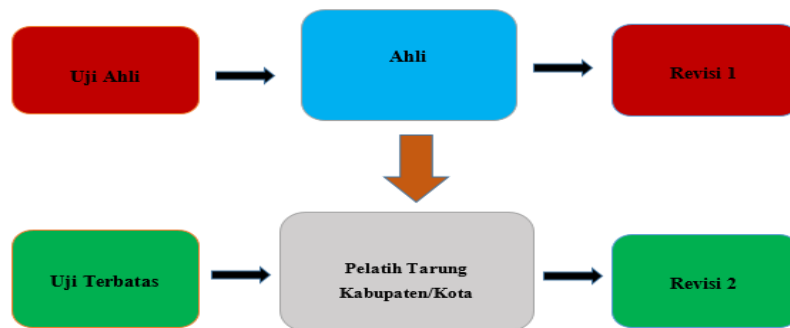 Uji Ahli
Ahli
Revisi 1
Uji Terbatas
Pelatih Tarung
Kabupaten/Kota
Revisi 2